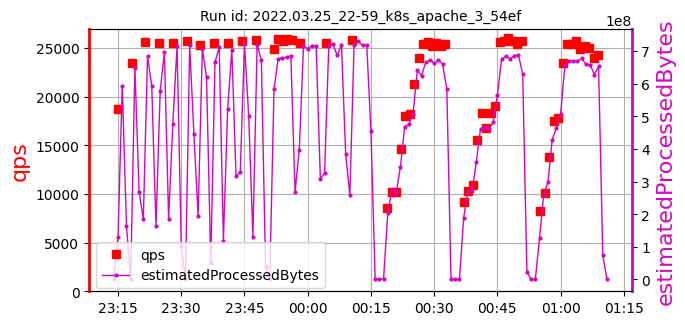 Run id: 2022.03.25_22-59_k8s_apache_3_54ef
1e8
25000
20000
15000
10000
5000
0
qps
7
6
5
4
3
2
1
0
estimatedProcessedBytes
qps
estimatedProcessedBytes
23:15 23:30 23:45 00:00 00:15 00:30 00:45 01:00 01:15